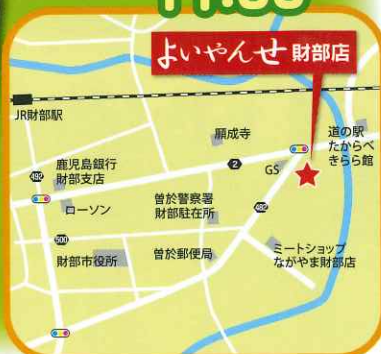 よいやんせ 財部店
JR財部駅
願成寺
道の駅
たからべ
きらら館
鹿児島銀行
財部支店
2
GS
492
ローソン
曽於警察署
財部駐在所
482
500
財部市役所
曽於郵便局
ミートショップ
ながやま財部店